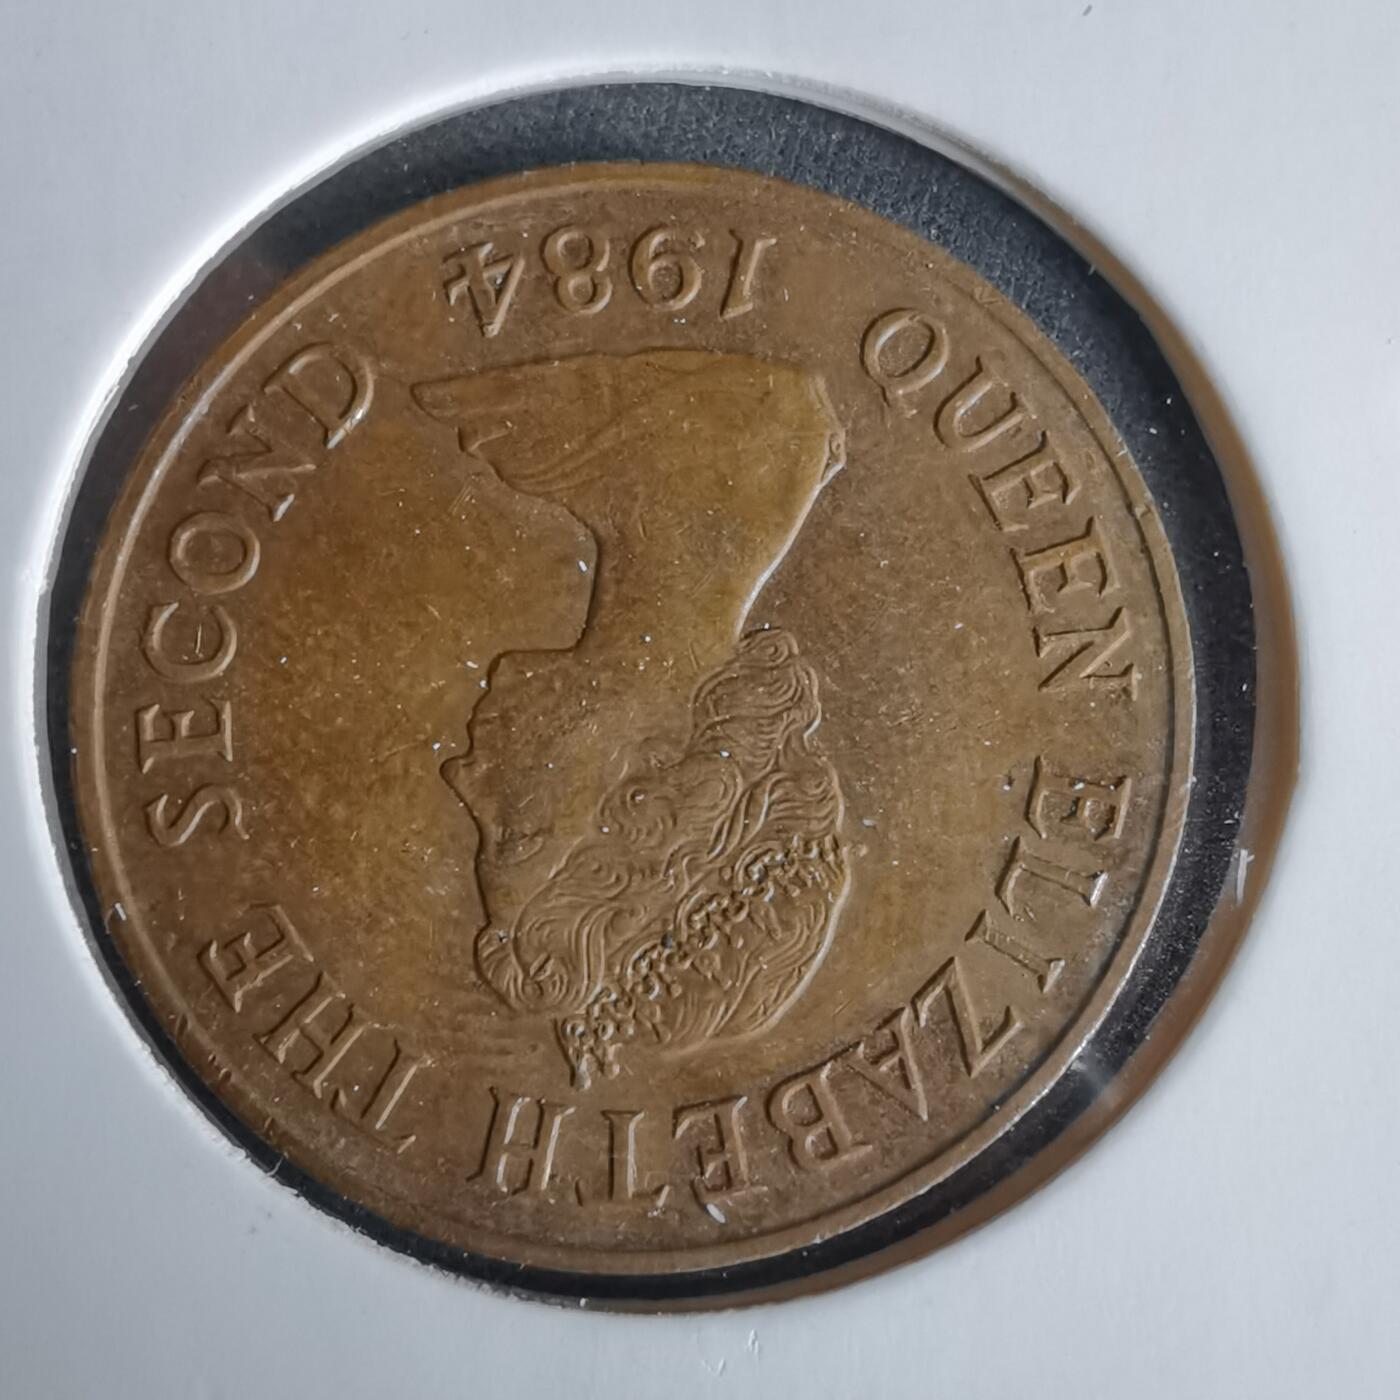 QUEEN ELIZABETH THE SECOND
1984